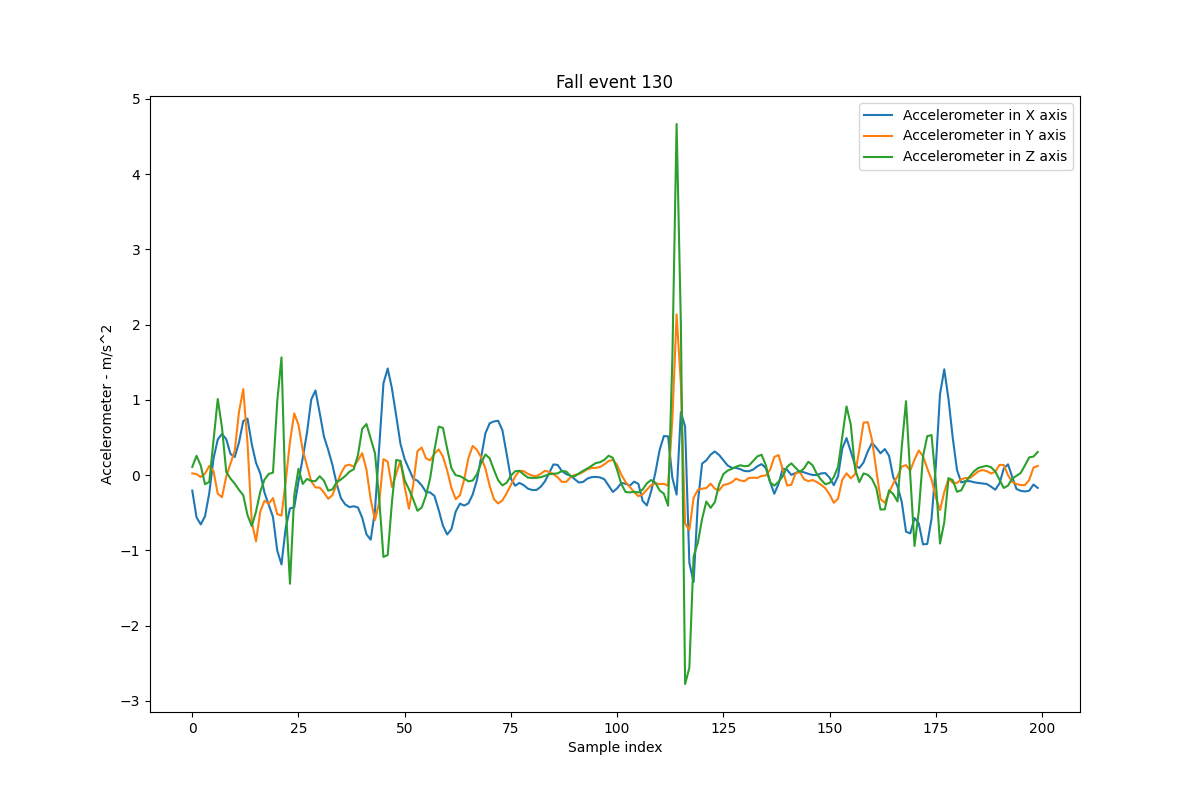 Fall event 130
Accelerometer in X axis
Accelerometer in Y axis
Accelerometer in Z axis
Accelerometer - m/s^2
5
4
3
2
1
0
−1
−2
−3
0 25 50 75 100 125 150 175 200
Sample index